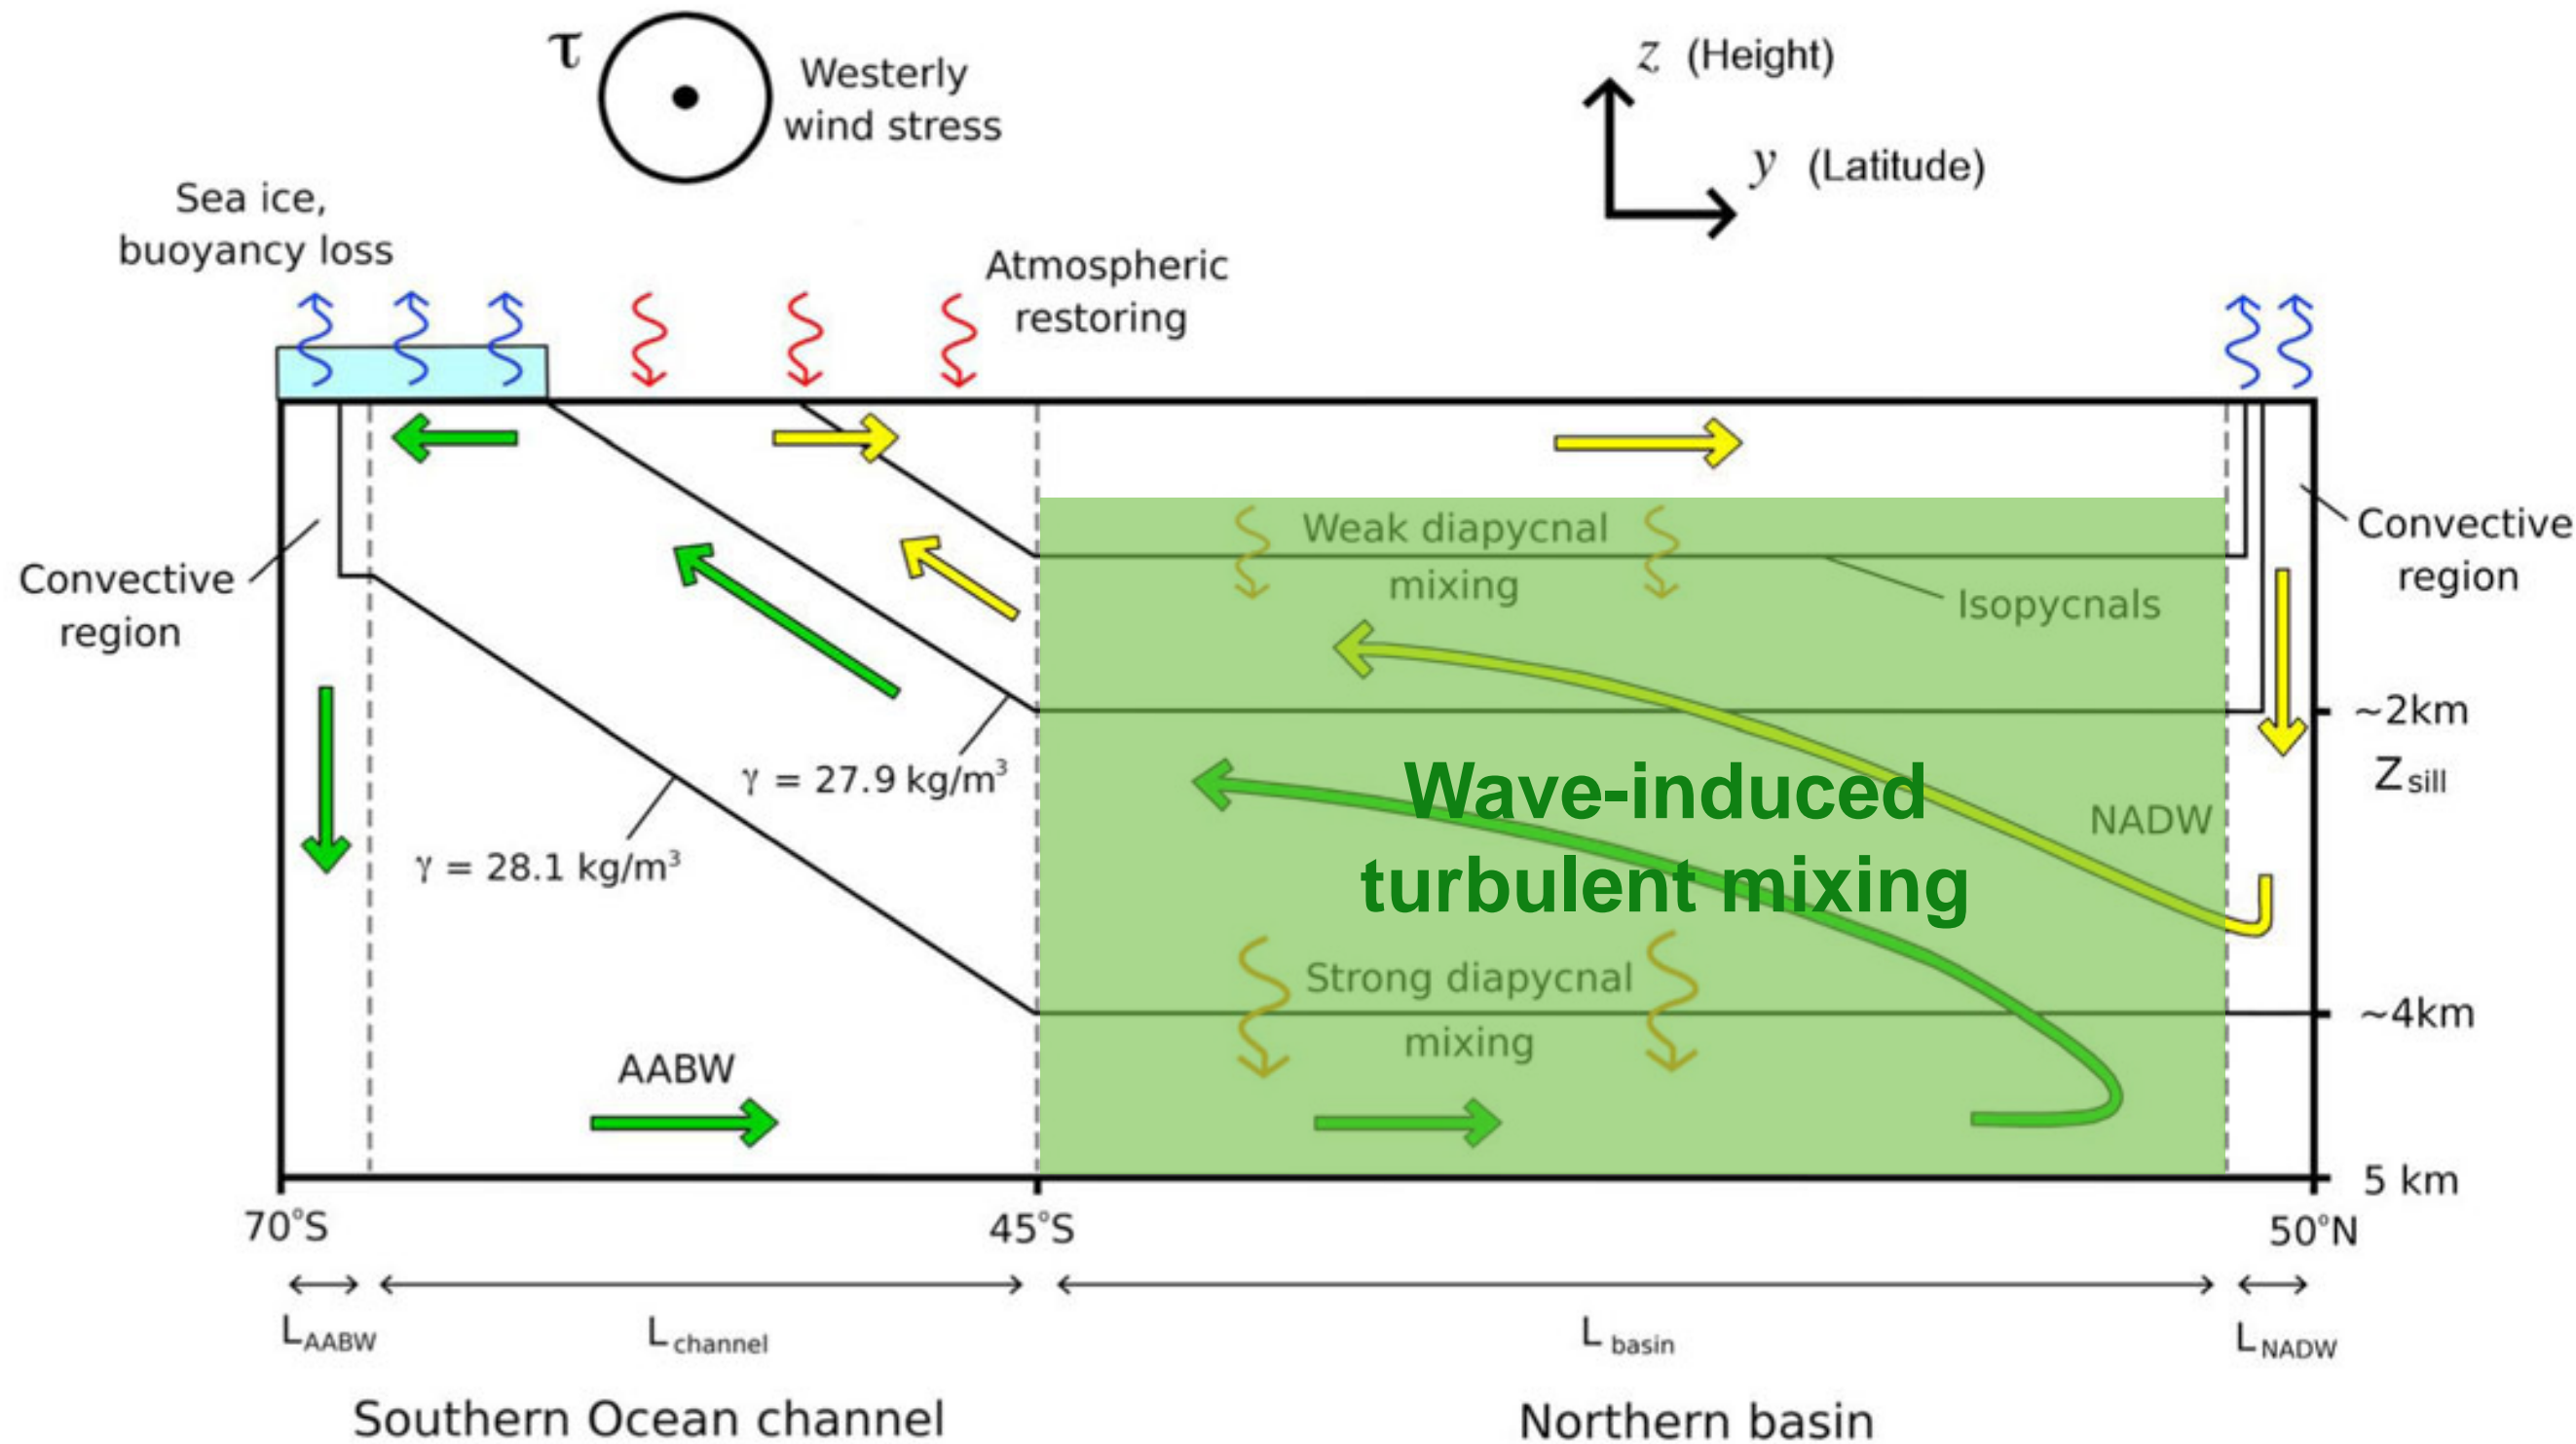 τ
Westerly
wind stress
z (Height)
y (Latitude)
Sea ice,
buoyancy loss
Atmospheric
restoring
Convective
region
Weak diapycnal
mixing
Isopycnals
Convective
region
~2km
Z sill
γ = 27.9 kg/m³
γ = 28.1 kg/m³
Wave-induced
turbulent mixing
NADW
Strong diapycnal
mixing
~4km
AABW
5 km
70°S
45°S
50°N
L AABW
L channel
L basin
L NADW
Southern Ocean channel
Northern basin